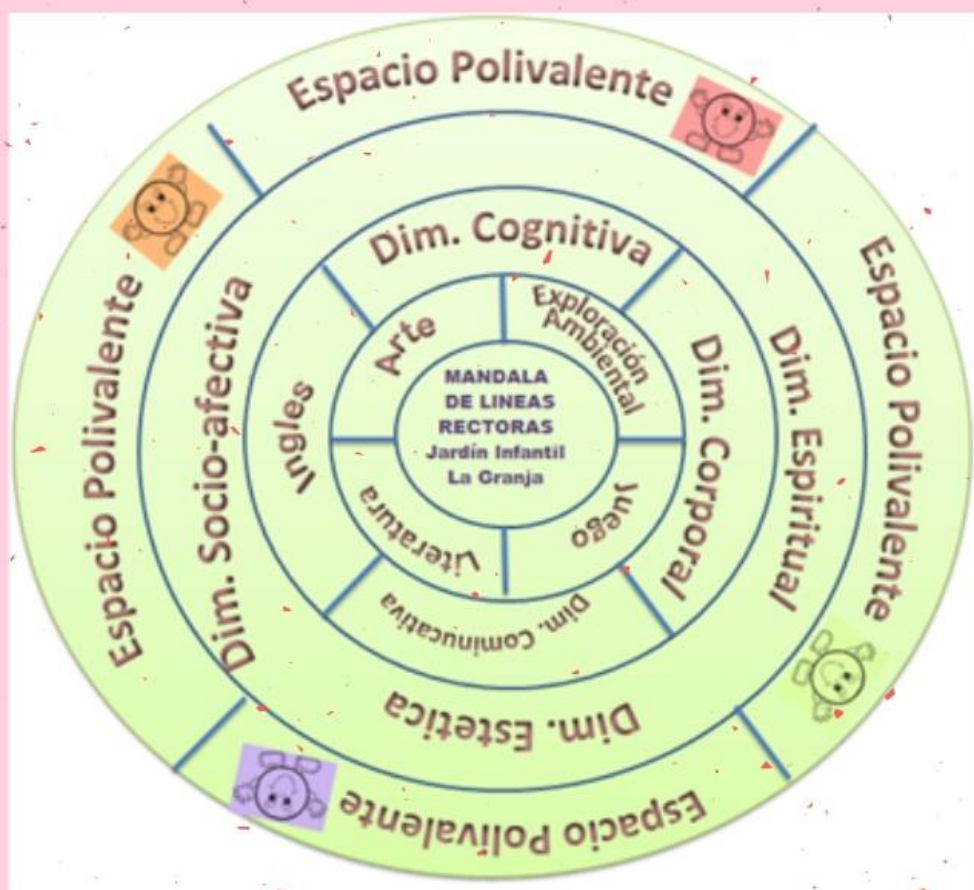 Espacio Polivalente
Espacio Polivalente
Espacio Polivalente
Espacio Polivalente
Dim. Socio-afectiva
Dim. Espiritual
Dim. Estetica
Dim. Cognitiva
Dim. Corporal
Dim. Cominucativa
Ingles
Arte
Exploración
Ambiental
Juego
Literatura
MANDALA
DE LINEAS
RECTORAS
Jardín Infantil
La Granja